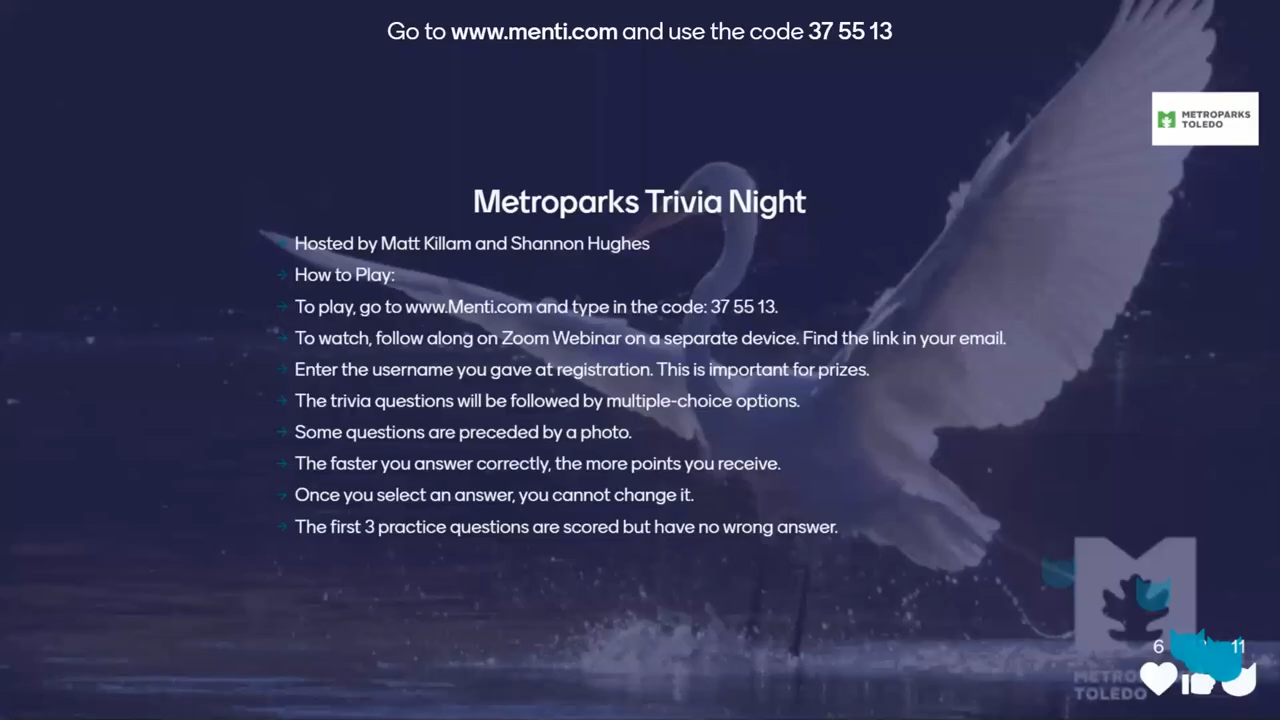 Go to www.menti.com and use the code 37 55 13
METROPARKS
TOLEDO
Metroparks Trivia Night
→ Hosted by Matt Killam and Shannon Hughes
→ How to Play:
→ To play, go to www.Menti.com and type in the code: 37 55 13.
→ To watch, follow along on Zoom Webinar on a separate device. Find the link in your email.
→ Enter the username you gave at registration. This is important for prizes.
→ The trivia questions will be followed by multiple-choice options.
→ Some questions are preceded by a photo.
→ The faster you answer correctly, the more points you receive.
→ Once you select an answer, you cannot change it.
→ The first 3 practice questions are scored but have no wrong answer.
6 11
TOLEDO